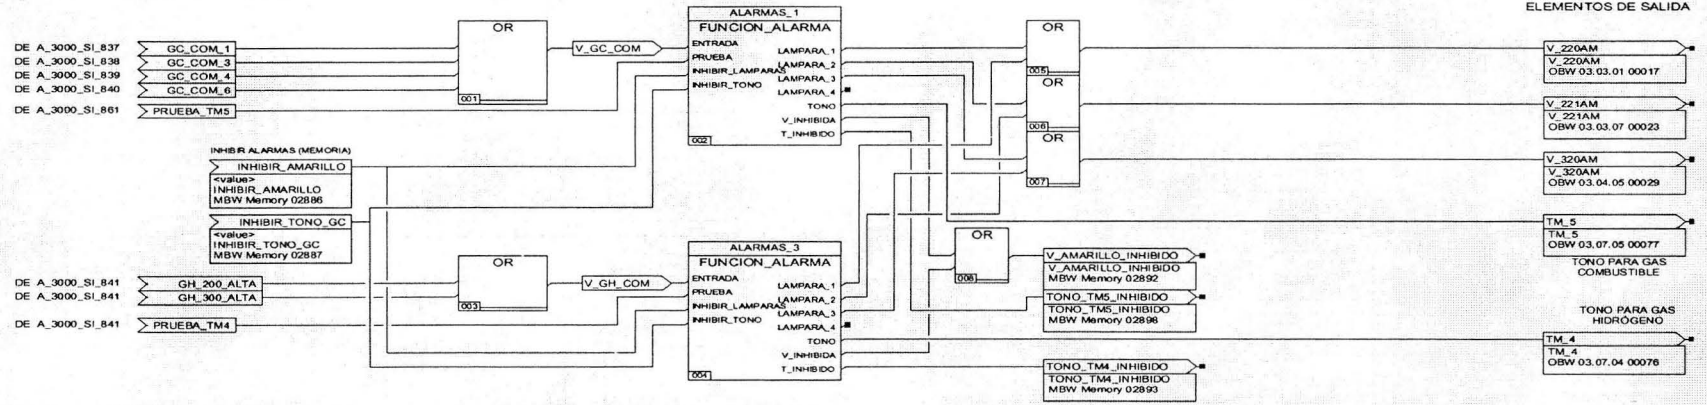 ELEMENTOS DE SALIDA
DE A_3000_SI_837
DE A_3000_SI_838
DE A_3000_SI_839
DE A_3000_SI_840
DE A_3000_SI_861
GC_COM_1
GC_COM_3
GC_COM_4
GC_COM_6
PRUEBA_TM5
OR
001
V_GC_COM
ALARMAS_1
FUNCION_ALARMA
ENTRADA
PRUEBA
INHIBIR_LAMPARAS
INHIBIR_TONO
LAMPARA_1
LAMPARA_2
LAMPARA_3
LAMPARA_4
TONO
V_INHIBIDA
T_INHIBIDO
002
OR
005
OR
006
OR
007
V_220AM
V_220AM
OBW 03.03.01 00017
V_221AM
V_221AM
OBW 03.03.07 00023
V_320AM
V_320AM
OBW 03.04.05 00029
TM_5
TM_5
OBW 03.07.05 00077
TONO PARA GAS
COMBUSTIBLE
INHIBIR ALARMAS (MEMORIA)
INHIBIR_AMARILLO
<value>
INHIBIR_AMARILLO
MBW Memory 02886
INHIBIR_TONO_GC
<value>
INHIBIR_TONO_GC
MBW Memory 02887
DE A_3000_SI_841
DE A_3000_SI_841
DE A_3000_SI_841
GH_200_ALTA
GH_300_ALTA
PRUEBA_TM4
OR
003
V_GH_COM
ALARMAS_3
FUNCION_ALARMA
ENTRADA
PRUEBA
INHIBIR_LAMPARAS
INHIBIR_TONO
LAMPARA_1
LAMPARA_2
LAMPARA_3
LAMPARA_4
TONO
V_INHIBIDA
T_INHIBIDO
004
OR
008
V_AMARILLO_INHIBIDO
V_AMARILLO_INHIBIDO
MBW Memory 02892
TONO_TM5_INHIBIDO
TONO_TM5_INHIBIDO
MBW Memory 02898
TONO_TM4_INHIBIDO
TONO_TM4_INHIBIDO
MBW Memory 02893
TONO PARA GAS
HIDRÓGENO
TM_4
TM_4
OBW 03.07.04 00076